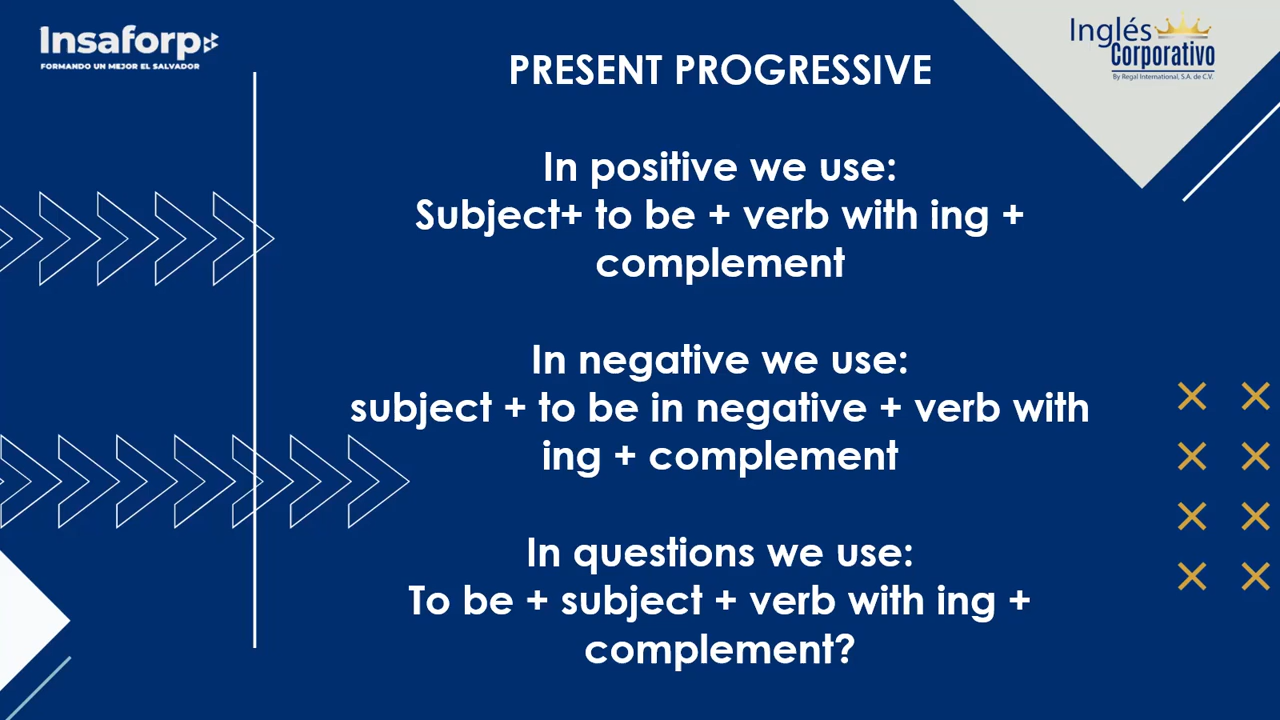 Insaforp
FORMANDO UN MEJOR EL SALVADOR
Inglés
Corporativo
By Regal International, S.A. de C.V.
PRESENT PROGRESSIVE
In positive we use:
Subject+ to be + verb with ing +
complement
In negative we use:
subject + to be in negative + verb with
ing + complement
In questions we use:
To be + subject + verb with ing +
complement?